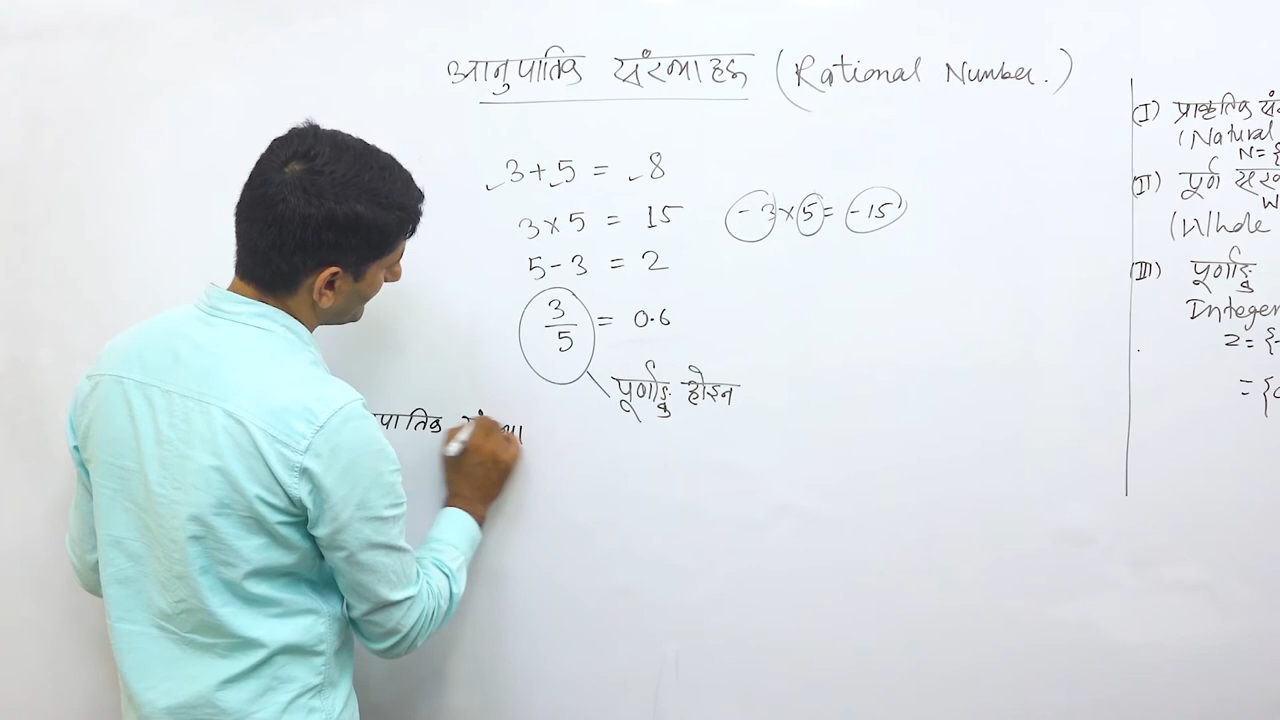 आनुपातिक संख्याहरू (Rational Number.)
3+5 = 8
3×5 = 15
-3×5 = -15
5-3 = 2
3/5 = 0.6
पूर्णाङ्क होइन
पातिक
(I) प्राकृतिक
(Natural
N= {
(II) पूर्ण
W
(Whole
(III) पूर्णाङ्क
Integer
Z= {-
= {